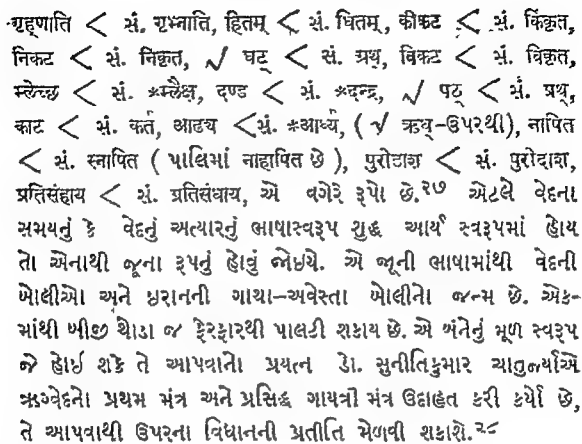 गृह्णाति < સં. गृभ्नाति, हितम् < સં. धितम्, कीकट < સં. किंकृत,
निकट < સં. निकृत, √ घट् < સં. ग्रथ्, विकट < સં. विकृत,
म्लेच्छ < સં. *म्लैक्ष, दण्ड < સં. *दन्द्र, √ पठ् < સં. प्रथ्,
काट < સં. कर्त, आढ्य <સં. *आर्ध्य, (√ ऋध्-ઉપરથી), नापित
< સં. स्नापित ( પાલિમાં नाहापित છે ), पुरोडाश < સં. पुरोदाश,
प्रतिसंहाय < સં. प्रतिसंधाय, એ વગેરે રૂપો છે.૨૭ એટલે વેદના
સમયનું કે વેદનું અત્યારનું ભાષાસ્વરૂપ શુદ્ધ આર્ય સ્વરૂપમાં હોય
તો એનાથી જૂના રૂપનું હોવું જોઇયે. એ જૂની ભાષામાંથી વેદની
બોલીઓ અને ઇરાનની ગાથા–અવેસ્તા બોલીનો જન્મ છે. એક-
માંથી બીજી થોડા જ ફેરફારથી પાલટી શકાય છે. એ બંનેનું મૂળ સ્વરૂપ
જે હોઇ શકે તે આપવાનો પ્રયત્ન ડો. સુનીતિકુમાર ચાતુર્જ્યાએ
ઋગ્વેદનો પ્રથમ મંત્ર અને પ્રસિદ્ધ ગાયત્રી મંત્ર ઉદાહૃત કરી કર્યો છે,
તે આપવાથી ઉપરના વિધાનની પ્રતીતિ મેળવી શકાશે.૨૮